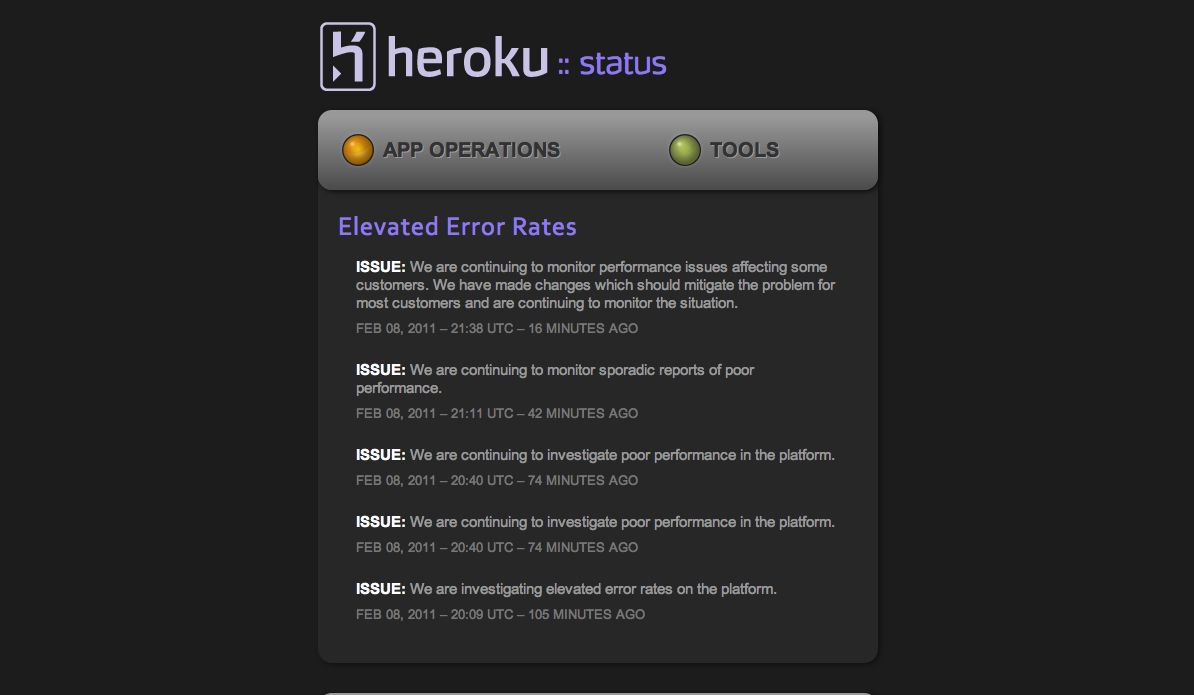 heroku :: status
APP OPERATIONS
TOOLS
Elevated Error Rates
ISSUE: We are continuing to monitor performance issues affecting some
customers. We have made changes which should mitigate the problem for
most customers and are continuing to monitor the situation.
FEB 08, 2011 – 21:38 UTC – 16 MINUTES AGO
ISSUE: We are continuing to monitor sporadic reports of poor
performance.
FEB 08, 2011 – 21:11 UTC – 42 MINUTES AGO
ISSUE: We are continuing to investigate poor performance in the platform.
FEB 08, 2011 – 20:40 UTC – 74 MINUTES AGO
ISSUE: We are continuing to investigate poor performance in the platform.
FEB 08, 2011 – 20:40 UTC – 74 MINUTES AGO
ISSUE: We are investigating elevated error rates on the platform.
FEB 08, 2011 – 20:09 UTC – 105 MINUTES AGO